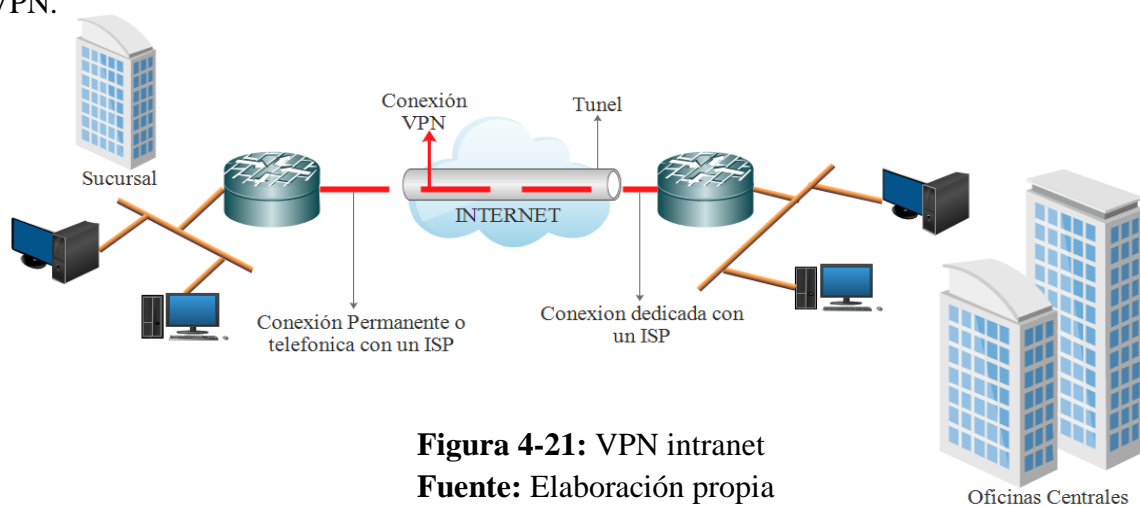 VPN.
Conexión
VPN
Tunel
Sucursal
INTERNET
Conexión Permanente o
telefonica con un ISP
Conexion dedicada con
un ISP
Figura 4-21: VPN intranet
Fuente: Elaboración propia
Oficinas Centrales